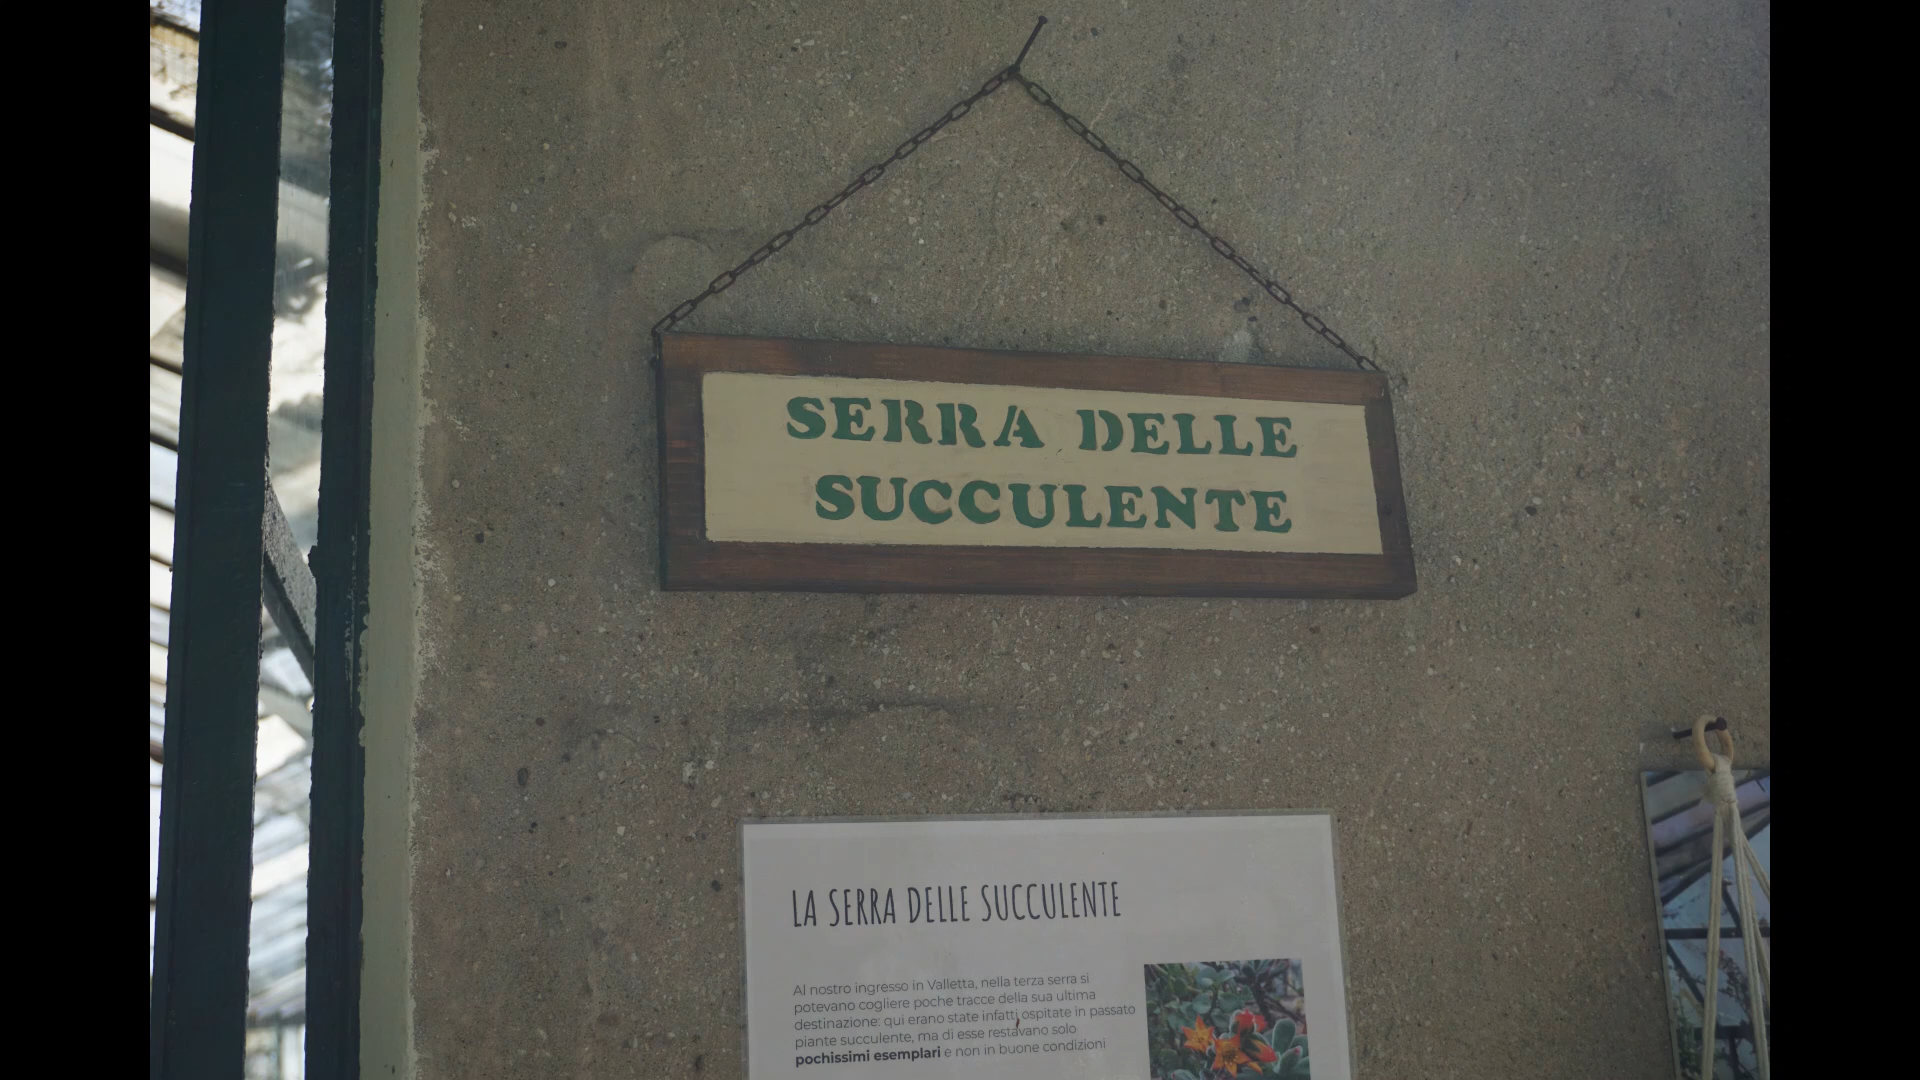 SERRA DELLE
SUCCULENTE
LA SERRA DELLE SUCCULENTE
Al nostro ingresso in Valletta, nella terza serra si
potevano cogliere poche tracce della sua ultima
destinazione: qui erano state infatti ospitate in passato
piante succulente, ma di esse restavano solo
pochissimi esemplari e non in buone condizioni